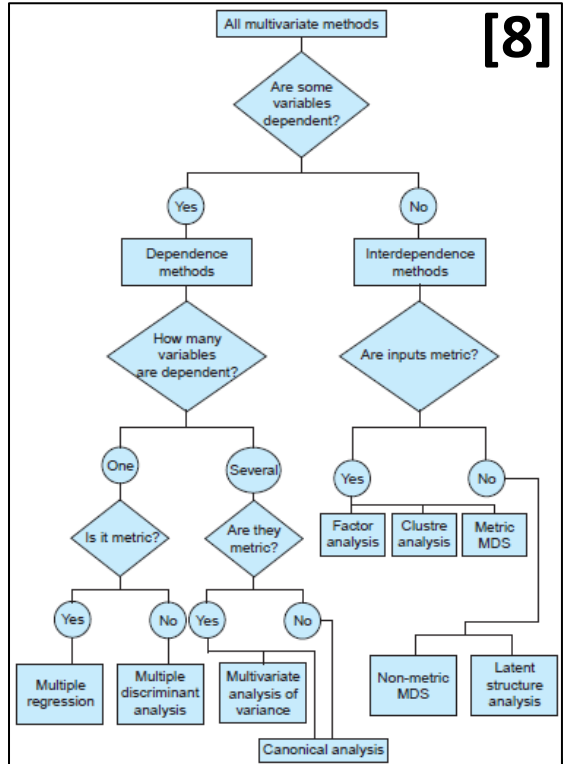 All multivariate methods
[8]
Are some
variables
dependent?
Yes
No
Dependence
methods
Interdependence
methods
How many
variables
are dependent?
Are inputs metric?
One
Several
Yes
No
Is it metric?
Are they
metric?
Factor
analysis
Clustre
analysis
Metric
MDS
Yes
No
Yes
No
Multiple
regression
Multiple
discriminant
analysis
Multivariate
analysis of
variance
Non-metric
MDS
Latent
structure
analysis
Canonical analysis